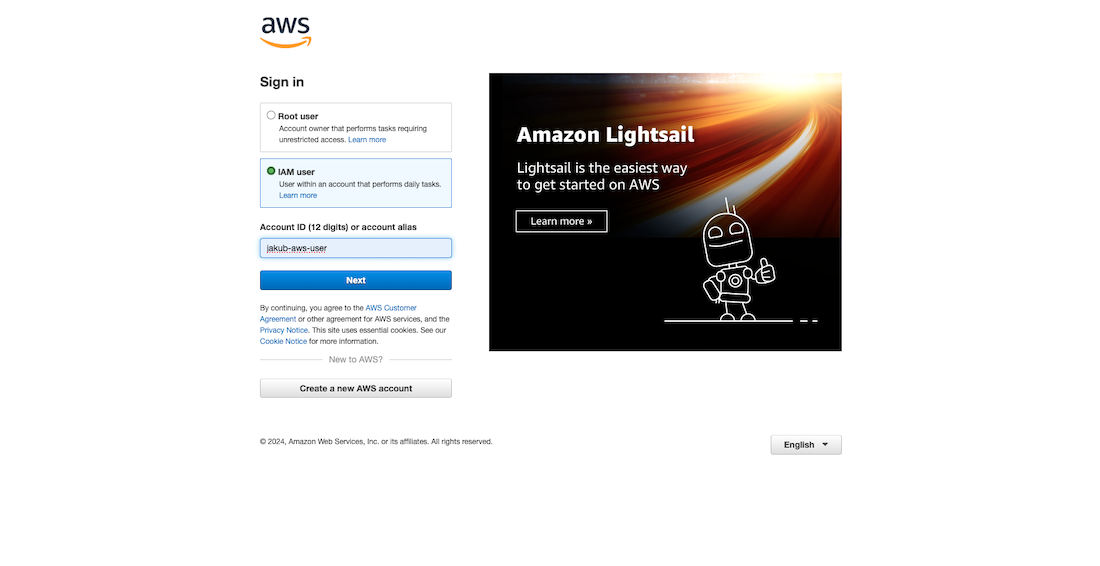 aws
Sign in
Root user
Account owner that performs tasks requiring
unrestricted access. Learn more
IAM user
User within an account that performs daily tasks.
Learn more
Account ID (12 digits) or account alias
jakub-aws-user
Next
By continuing, you agree to the AWS Customer
Agreement or other agreement for AWS services, and the
Privacy Notice. This site uses essential cookies. See our
Cookie Notice for more information.
New to AWS?
Create a new AWS account
Amazon Lightsail
Lightsail is the easiest way
to get started on AWS
Learn more »
© 2024, Amazon Web Services, Inc. or its affiliates. All rights reserved.
English